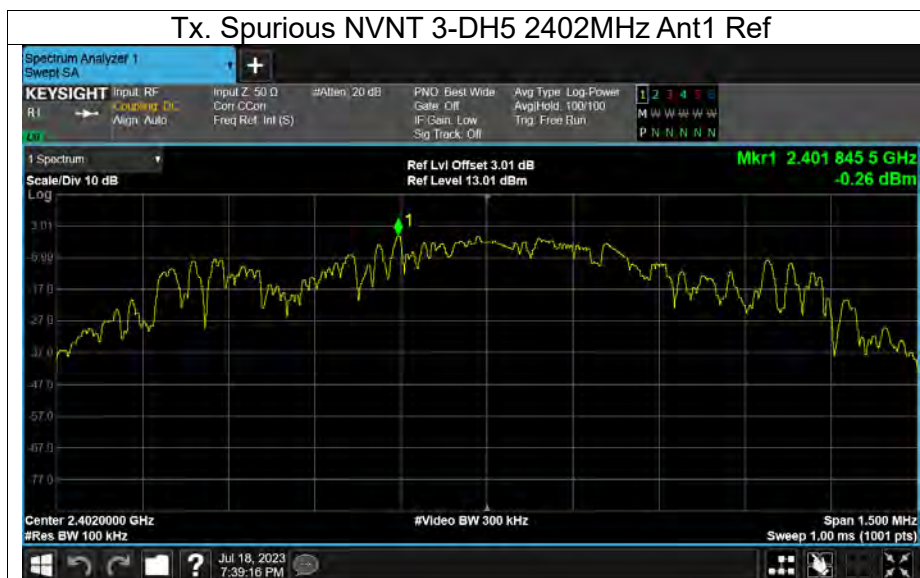 Tx. Spurious NVNT 3-DH5 2402MHz Ant1 Ref
Spectrum Analyzer 1
Swept SA
+
KEYSIGHT Input: RF Input Z: 50 Ω #Atten: 20 dB PNO: Best Wide Avg Type: Log-Power 1 2 3 4 5 6
Coupling: DC Corr CCorr Gate: Off Avg|Hold: 100/100 M W W W W W
Align: Auto Freq Ref: Int (S) IF Gain: Low Trig: Free Run
Sig Track: Off P N N N N N
1 Spectrum
Ref Lvl Offset 3.01 dB Mkr1 2.401 845 5 GHz
Scale/Div 10 dB Ref Level 13.01 dBm -0.26 dBm
Log
3.01
1
-6.99
-17.0
-27.0
-37.0
-47.0
-57.0
-67.0
-77.0
Center 2.4020000 GHz #Video BW 300 kHz Span 1.500 MHz
#Res BW 100 kHz Sweep 1.00 ms (1001 pts)
? Jul 18, 2023
7:39:16 PM